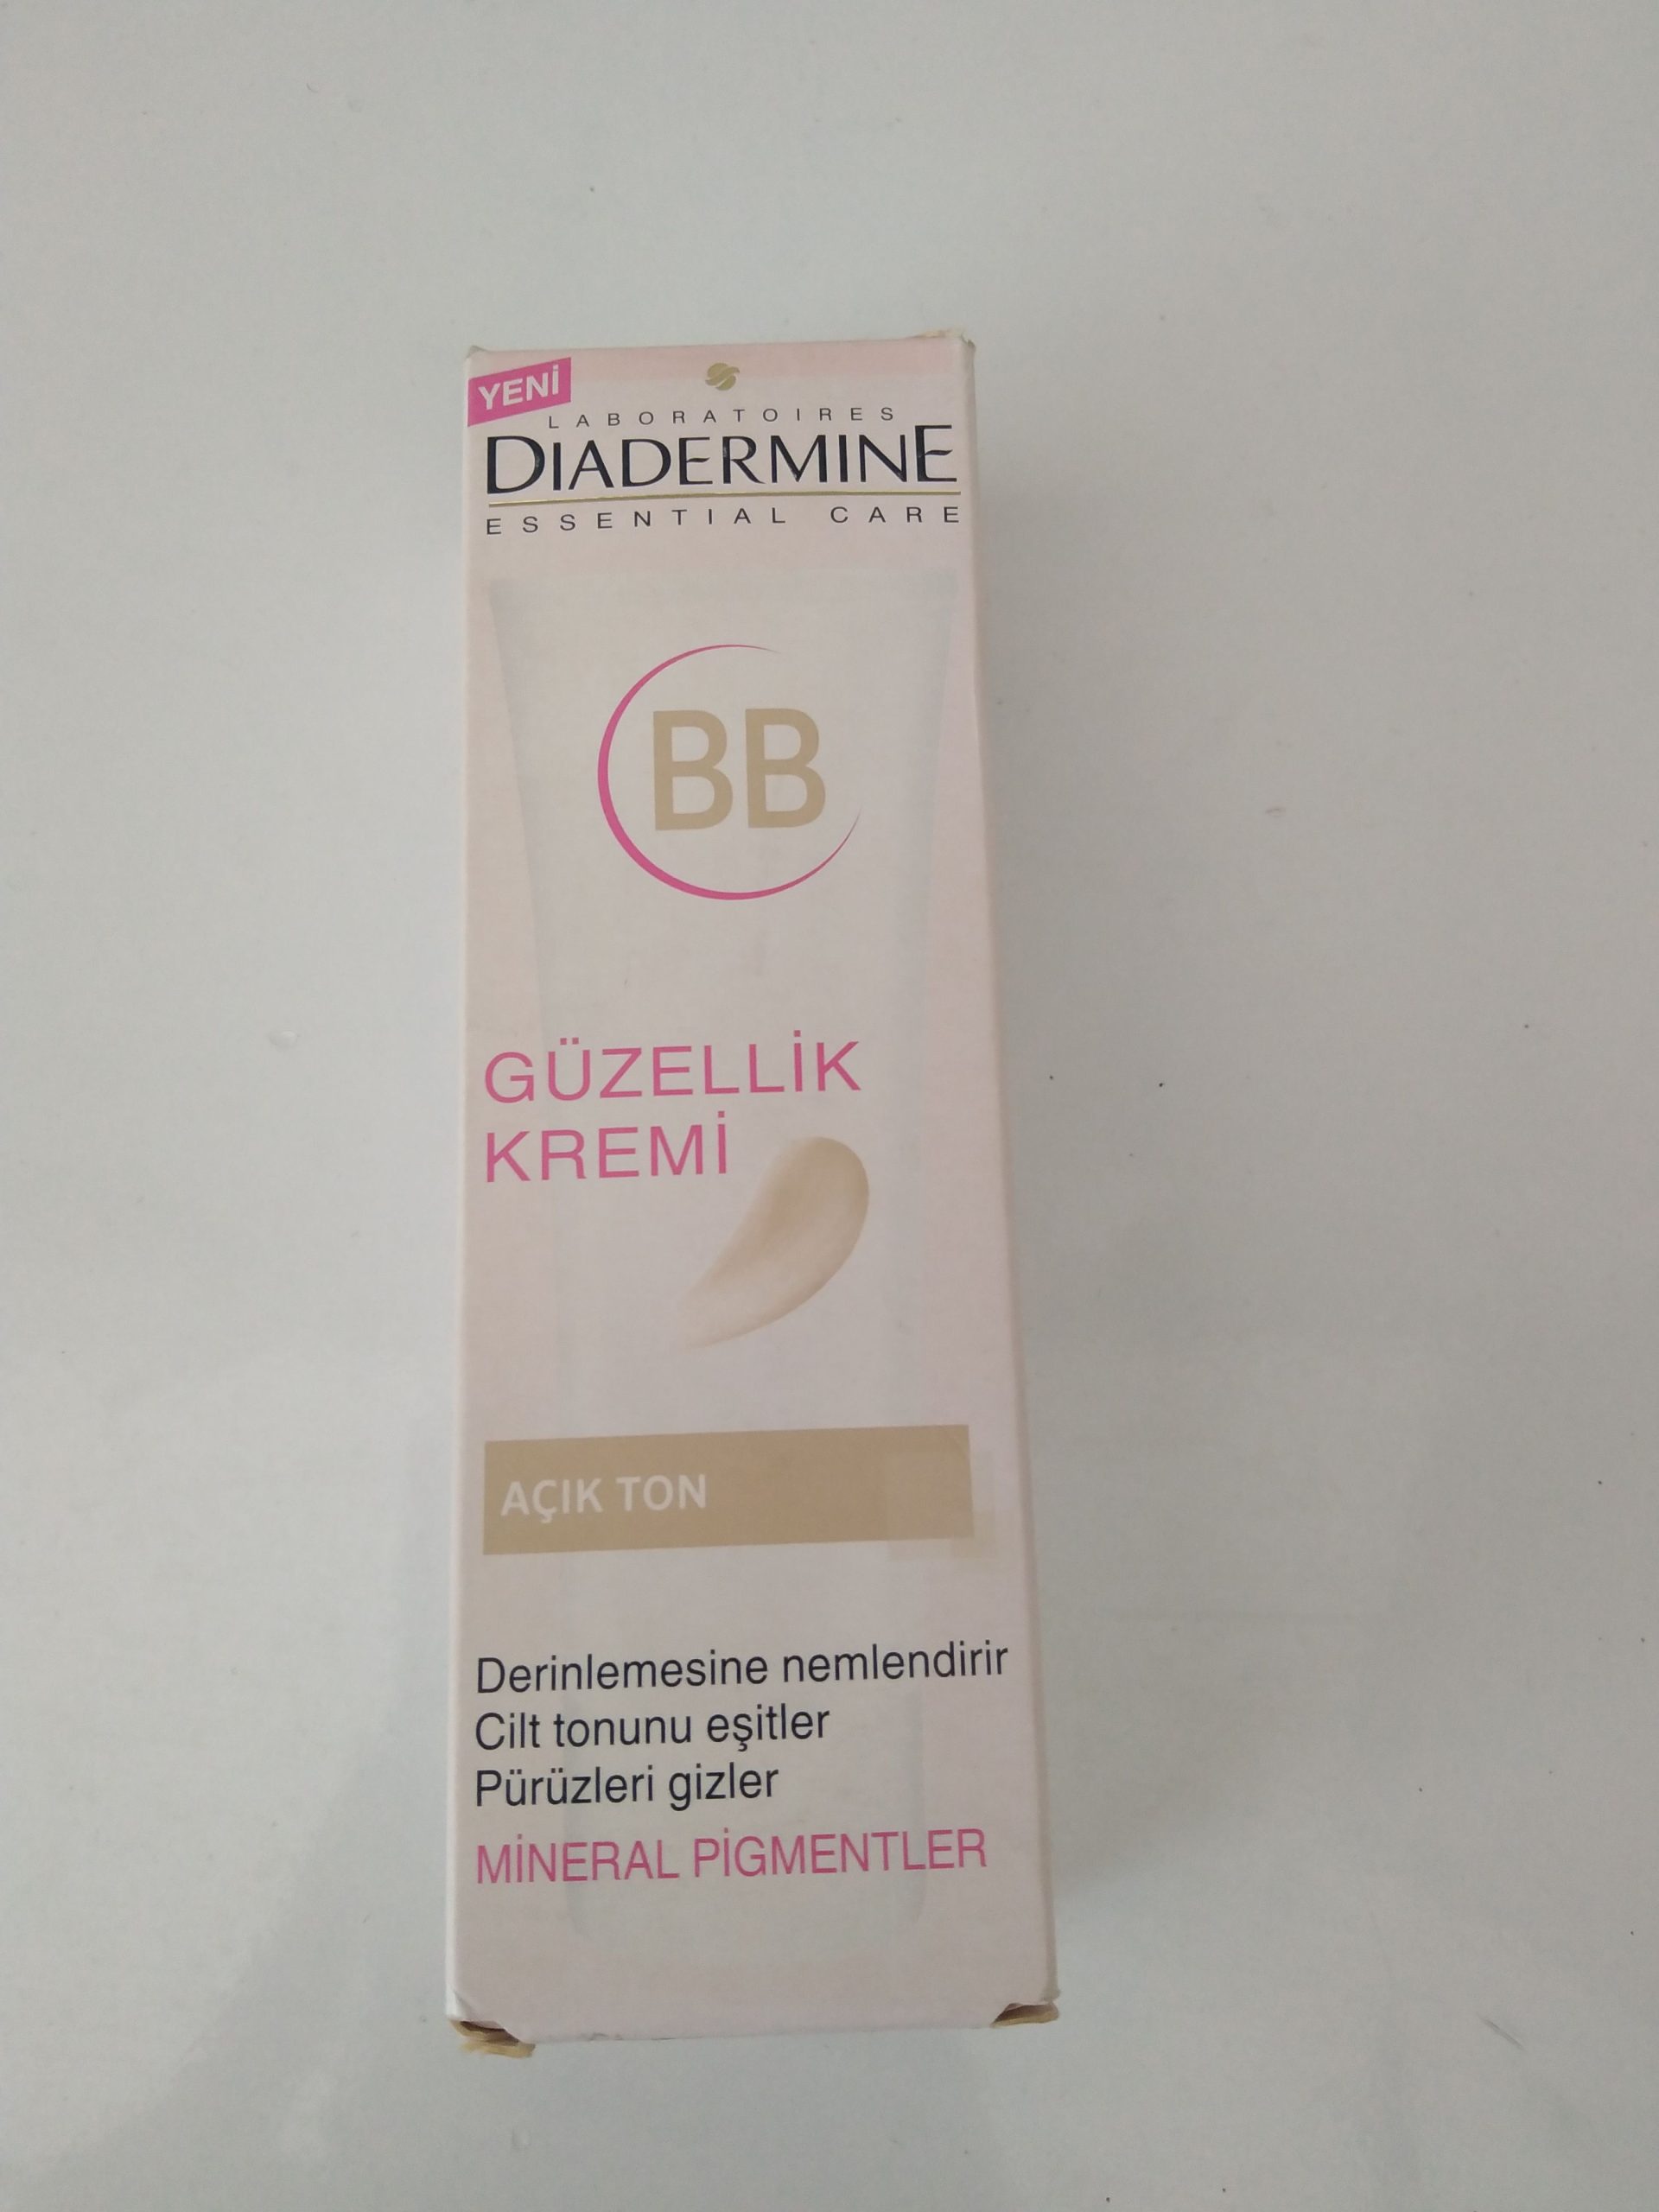 YENİ
LABORATOIRES
DIADERMINE
ESSENTIAL CARE
BB
GÜZELLİK
KREMİ
AÇIK TON
Derinlemesine nemlendirir
Cilt tonunu eşitler
Pürüzleri gizler
MİNERAL PİGMENTLER